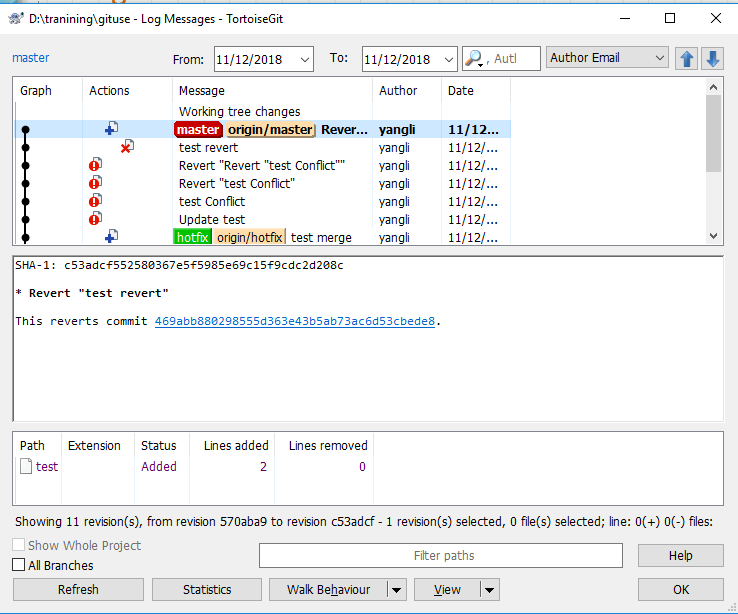 D:\tranining\gituse - Log Messages - TortoiseGit
master From: 11/12/2018 To: 11/12/2018 , Autl Author Email
Graph Actions Message Author Date
Working tree changes
master origin/master Rever... yangli 11/12...
test revert yangli 11/12/...
Revert "Revert "test Conflict"" yangli 11/12/...
Revert "test Conflict" yangli 11/12/...
test Conflict yangli 11/12/...
Update test yangli 11/12/...
hotfix origin/hotfix test merge yangli 11/12/...
SHA-1: c53adcf552580367e5f5985e69c15f9cdc2d208c
* Revert "test revert"
This reverts commit 469abb880298555d363e43b5ab73ac6d53cbede8.
Path Extension Status Lines added Lines removed
test Added 2 0
Showing 11 revision(s), from revision 570aba9 to revision c53adcf - 1 revision(s) selected, 0 file(s) selected; line: 0(+) 0(-) files:
Show Whole Project
All Branches
Filter paths
Help
Refresh Statistics Walk Behaviour View OK